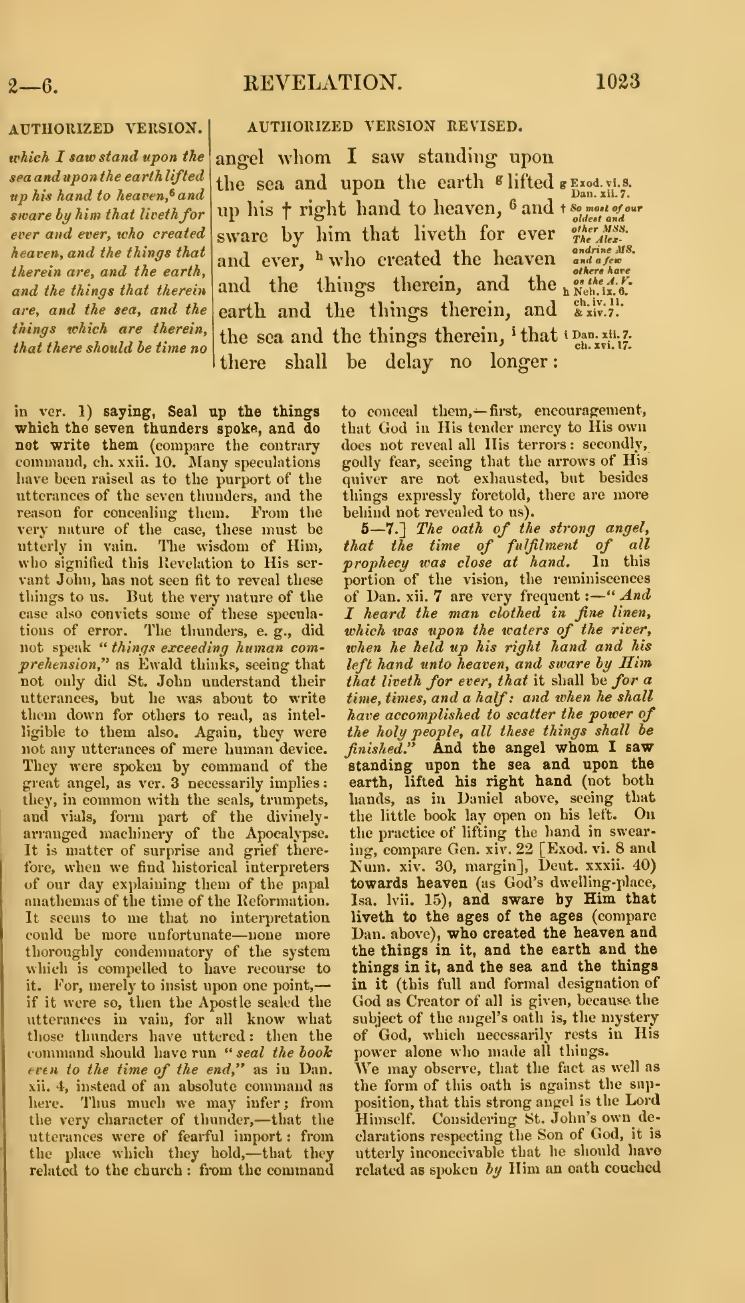 2—6.
REVELATION.
1023
AUTHORIZED VERSION.
which I saw stand upon the
sea and upon the earth lifted
up his hand to heaven,⁶ and
sware by him that liveth for
ever and ever, who created
heaven, and the things that
therein are, and the earth,
and the things that therein
are, and the sea, and the
things which are therein,
that there should be time no
AUTHORIZED VERSION REVISED.
angel whom I saw standing upon
the sea and upon the earth ᵍ lifted
up his † right hand to heaven, ⁶ and
sware by him that liveth for ever
and ever, ʰ who created the heaven
and the things therein, and the
earth and the things therein, and
the sea and the things therein, ⁱ that
there shall be delay no longer:
g Exod. vi. 8.
Dan. xii. 7.
† So most of our
oldest and
other MSS.
The Alex-
andrine MS.
and a few
others have
as the A. V.
h Neh. ix. 6.
ch. iv. 11.
& xiv. 7.
i Dan. xii. 7.
ch. xvi. 17.
in ver. 1) saying, Seal up the things
which the seven thunders spoke, and do
not write them (compare the contrary
command, ch. xxii. 10. Many speculations
have been raised as to the purport of the
utterances of the seven thunders, and the
reason for concealing them. From the
very nature of the case, these must be
utterly in vain. The wisdom of Him,
who signified this Revelation to His ser-
vant John, has not seen fit to reveal these
things to us. But the very nature of the
case also convicts some of these specula-
tions of error. The thunders, e. g., did
not speak “things exceeding human com-
prehension,” as Ewald thinks, seeing that
not only did St. John understand their
utterances, but he was about to write
them down for others to read, as intel-
ligible to them also. Again, they were
not any utterances of mere human device.
They were spoken by command of the
great angel, as ver. 3 necessarily implies:
they, in common with the seals, trumpets,
and vials, form part of the divinely-
arranged machinery of the Apocalypse.
It is matter of surprise and grief there-
fore, when we find historical interpreters
of our day explaining them of the papal
anathemas of the time of the Reformation.
It seems to me that no interpretation
could be more unfortunate—none more
thoroughly condemnatory of the system
which is compelled to have recourse to
it. For, merely to insist upon one point,—
if it were so, then the Apostle sealed the
utterances in vain, for all know what
those thunders have uttered: then the
command should have run “seal the book
even to the time of the end,” as in Dan.
xii. 4, instead of an absolute command as
here. Thus much we may infer; from
the very character of thunder,—that the
utterances were of fearful import: from
the place which they hold,—that they
related to the church: from the command
to conceal them,—first, encouragement,
that God in His tender mercy to His own
does not reveal all His terrors: secondly,
godly fear, seeing that the arrows of His
quiver are not exhausted, but besides
things expressly foretold, there are more
behind not revealed to us).
5—7.] The oath of the strong angel,
that the time of fulfilment of all
prophecy was close at hand. In this
portion of the vision, the reminiscences
of Dan. xii. 7 are very frequent:—“And
I heard the man clothed in fine linen,
which was upon the waters of the river,
when he held up his right hand and his
left hand unto heaven, and sware by Him
that liveth for ever, that it shall be for a
time, times, and a half: and when he shall
have accomplished to scatter the power of
the holy people, all these things shall be
finished.” And the angel whom I saw
standing upon the sea and upon the
earth, lifted his right hand (not both
hands, as in Daniel above, seeing that
the little book lay open on his left. On
the practice of lifting the hand in swear-
ing, compare Gen. xiv. 22 [Exod. vi. 8 and
Num. xiv. 30, margin], Deut. xxxii. 40)
towards heaven (as God's dwelling-place,
Isa. lvii. 15), and sware by Him that
liveth to the ages of the ages (compare
Dan. above), who created the heaven and
the things in it, and the earth and the
things in it, and the sea and the things
in it (this full and formal designation of
God as Creator of all is given, because the
subject of the angel's oath is, the mystery
of God, which necessarily rests in His
power alone who made all things.
We may observe, that the fact as well as
the form of this oath is against the sup-
position, that this strong angel is the Lord
Himself. Considering St. John's own de-
clarations respecting the Son of God, it is
utterly inconceivable that he should have
related as spoken by Him an oath couched